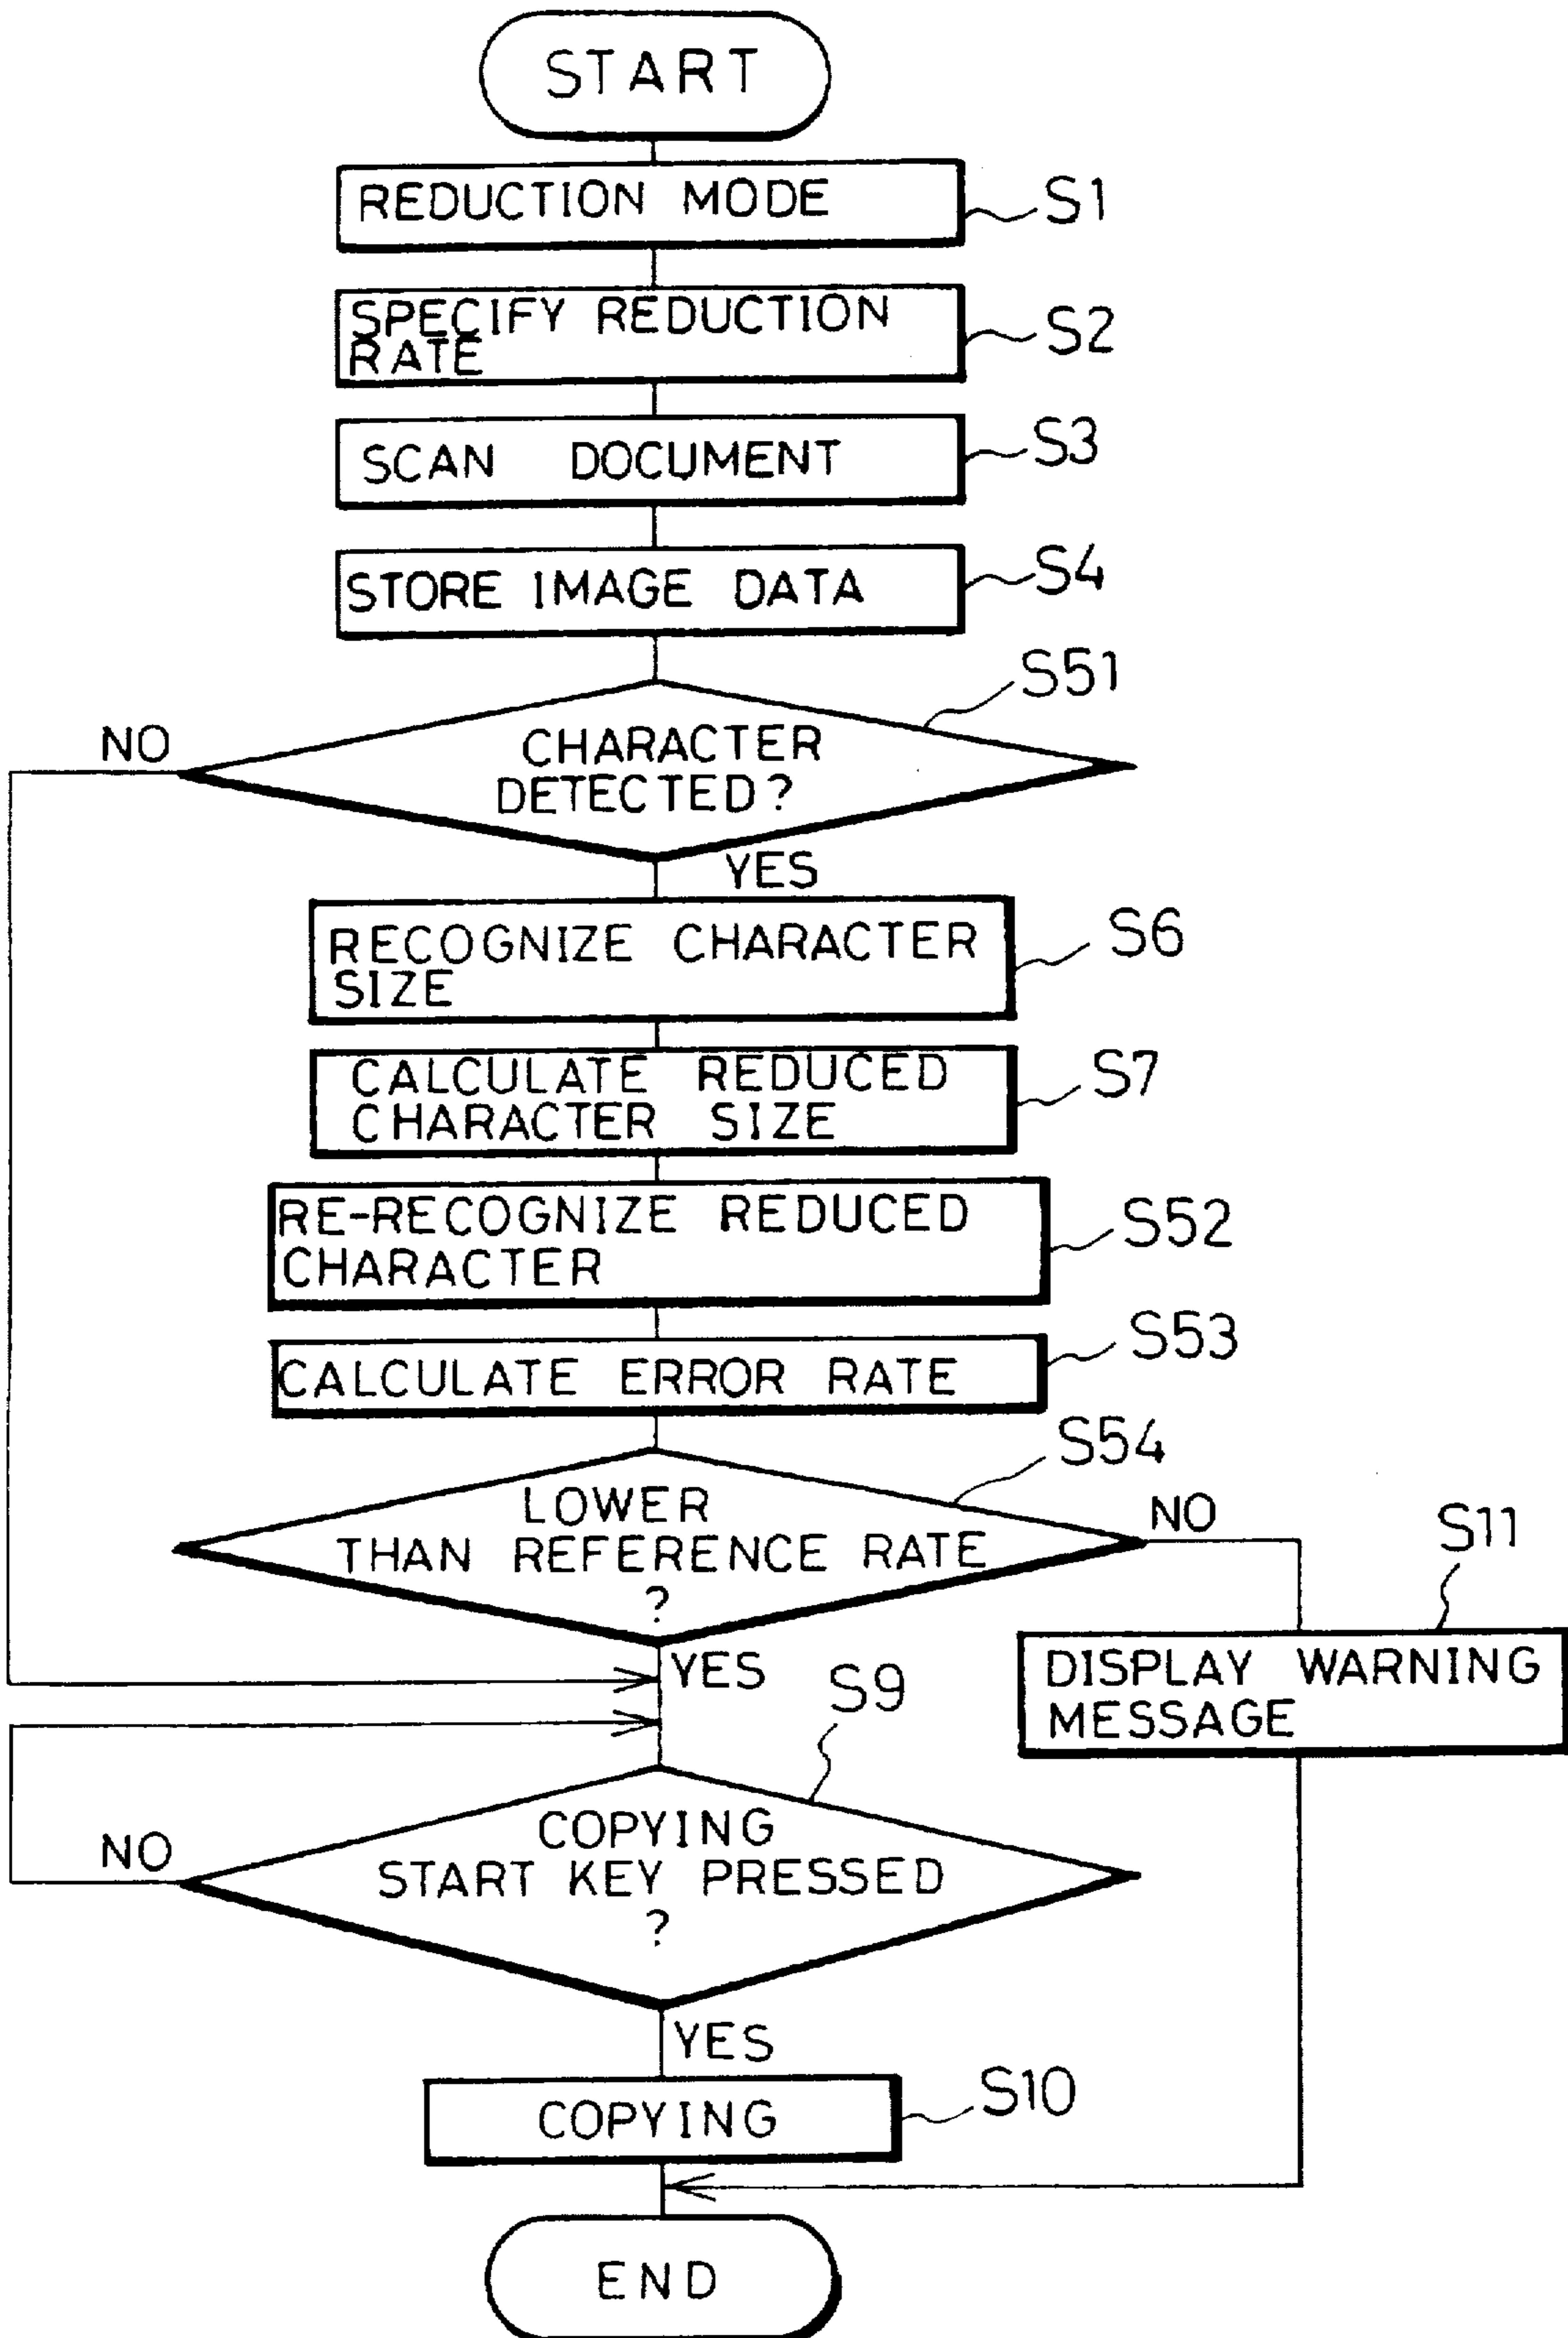 START
REDUCTION MODE
S1
SPECIFY REDUCTION
RATE
S2
SCAN DOCUMENT
S3
STORE IMAGE DATA
S4
S51
NO
CHARACTER
DETECTED?
YES
RECOGNIZE CHARACTER
SIZE
S6
CALCULATE REDUCED
CHARACTER SIZE
S7
RE-RECOGNIZE REDUCED
CHARACTER
S52
CALCULATE ERROR RATE
S53
S54
LOWER
THAN REFERENCE RATE
?
NO
S11
YES
DISPLAY WARNING
MESSAGE
S9
COPYING
START KEY PRESSED
?
NO
YES
COPYING
S10
END